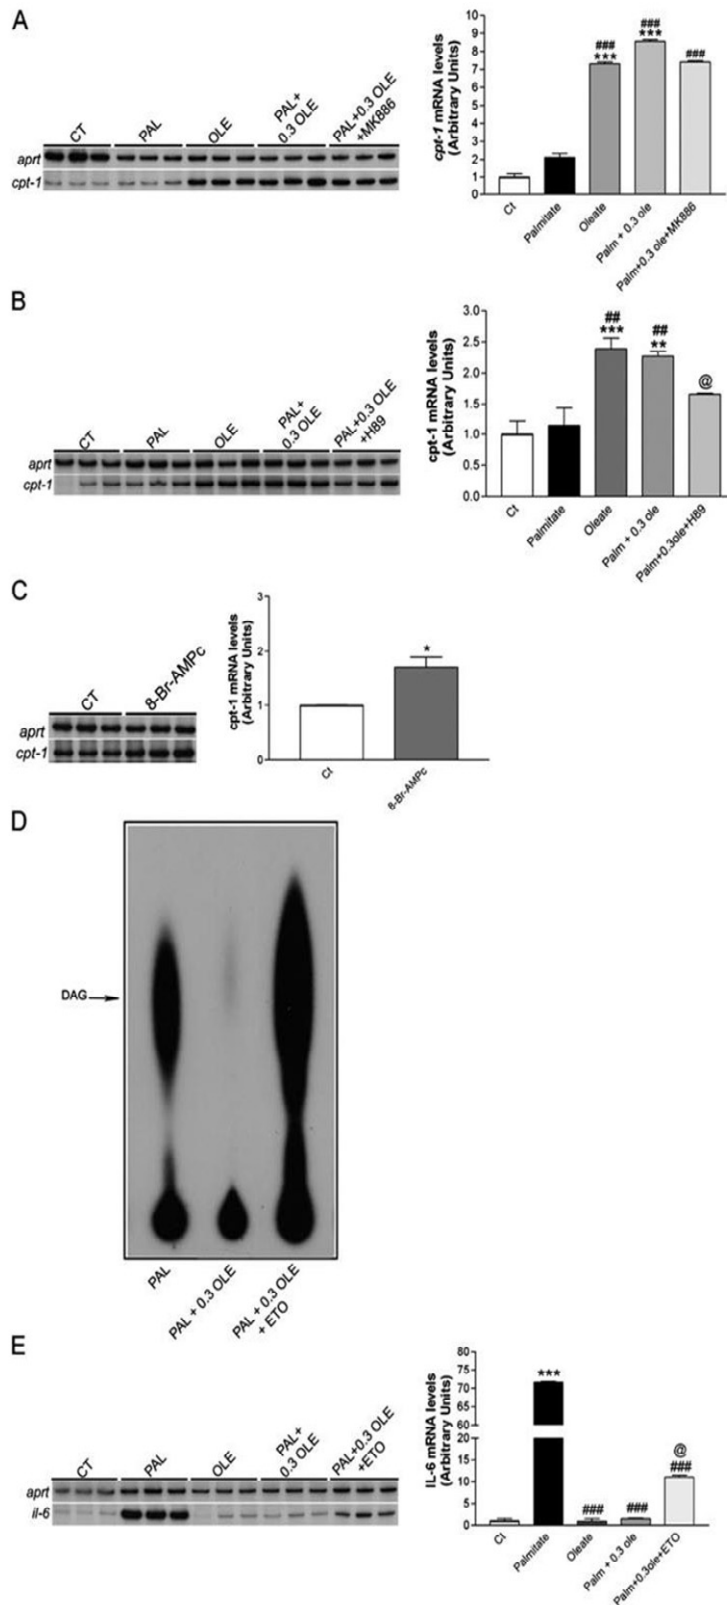 A
CT
PAL
OLE
PAL+
0.3 OLE
PAL+0.3 OLE
+MK886
aprt
cpt-1
cpt-1 mRNA levels
(Arbitrary Units)
10
9
8
7
6
5
4
3
2
1
0
###
***
###
***
###
Ct
Palmitate
Oleate
Palm + 0.3 ole
Palm+0.3 ole+MK886
B
CT
PAL
OLE
PAL+
0.3 OLE
PAL+0.3 OLE
+H89
aprt
cpt-1
cpt-1 mRNA levels
(Arbitrary Units)
3.0
2.5
2.0
1.5
1.0
0.5
0.0
##
***
##
**
@
Ct
Palmitate
Oleate
Palm + 0.3 ole
Palm+0.3ole+H89
C
CT
8-Br-AMPc
aprt
cpt-1
cpt-1 mRNA levels
(Arbitrary Units)
3
2
1
0
*
Ct
8-Br-AMPc
D
DAG
PAL
PAL + 0.3 OLE
PAL + 0.3 OLE
+ ETO
E
CT
PAL
OLE
PAL+
0.3 OLE
PAL+0.3 OLE
+ETO
aprt
il-6
IL-6 mRNA levels
(Arbitrary Units)
80
75
70
65
60
20
15
10
5
0
***
###
###
@
###
Ct
Palmitate
Oleate
Palm + 0.3 ole
Palm+0.3ole+ETO